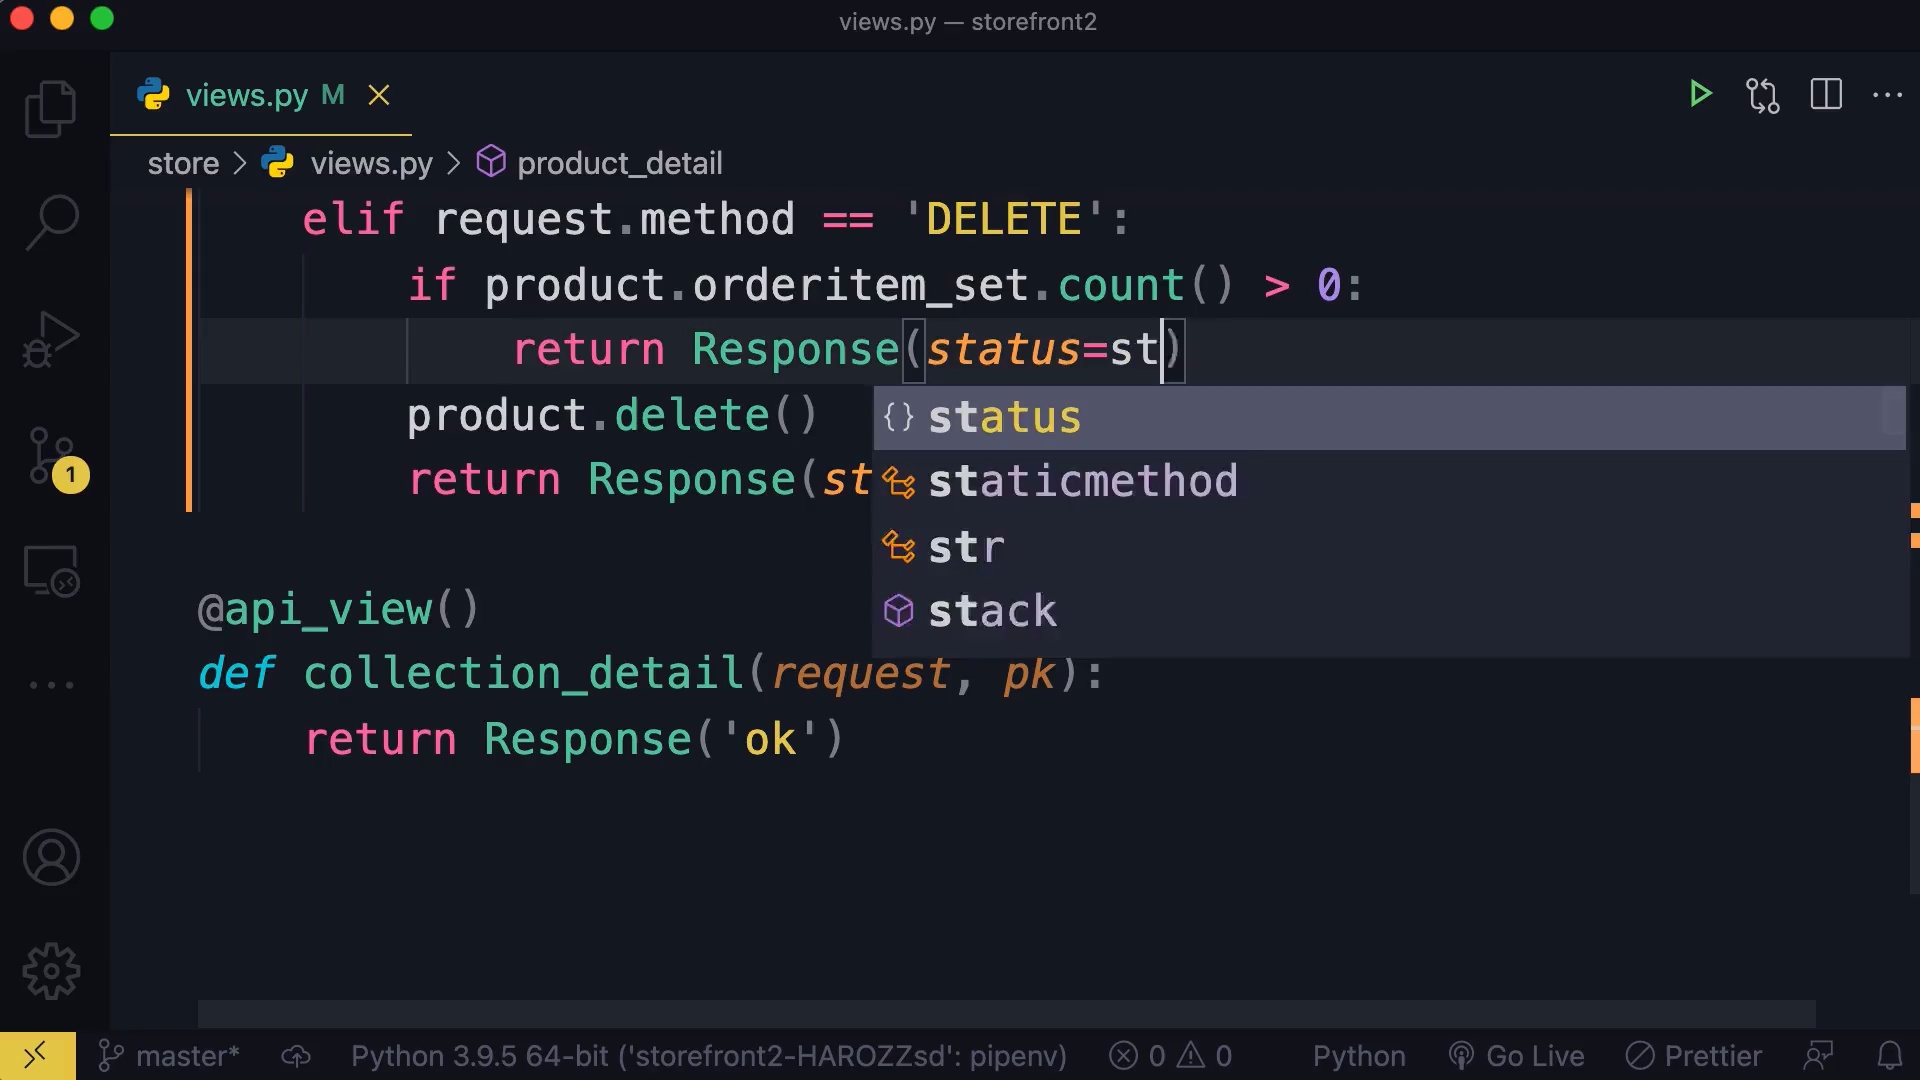 views.py — storefront2
views.py M
store > views.py > product_detail
elif request.method == 'DELETE':
if product.orderitem_set.count() > 0:
return Response(status=st)
product.delete()
return Response(st
{} status
staticmethod
str
stack
@api_view()
def collection_detail(request, pk):
return Response('ok')
1
master* Python 3.9.5 64-bit ('storefront2-HAROZZsd': pipenv) 0 0 Python Go Live Prettier